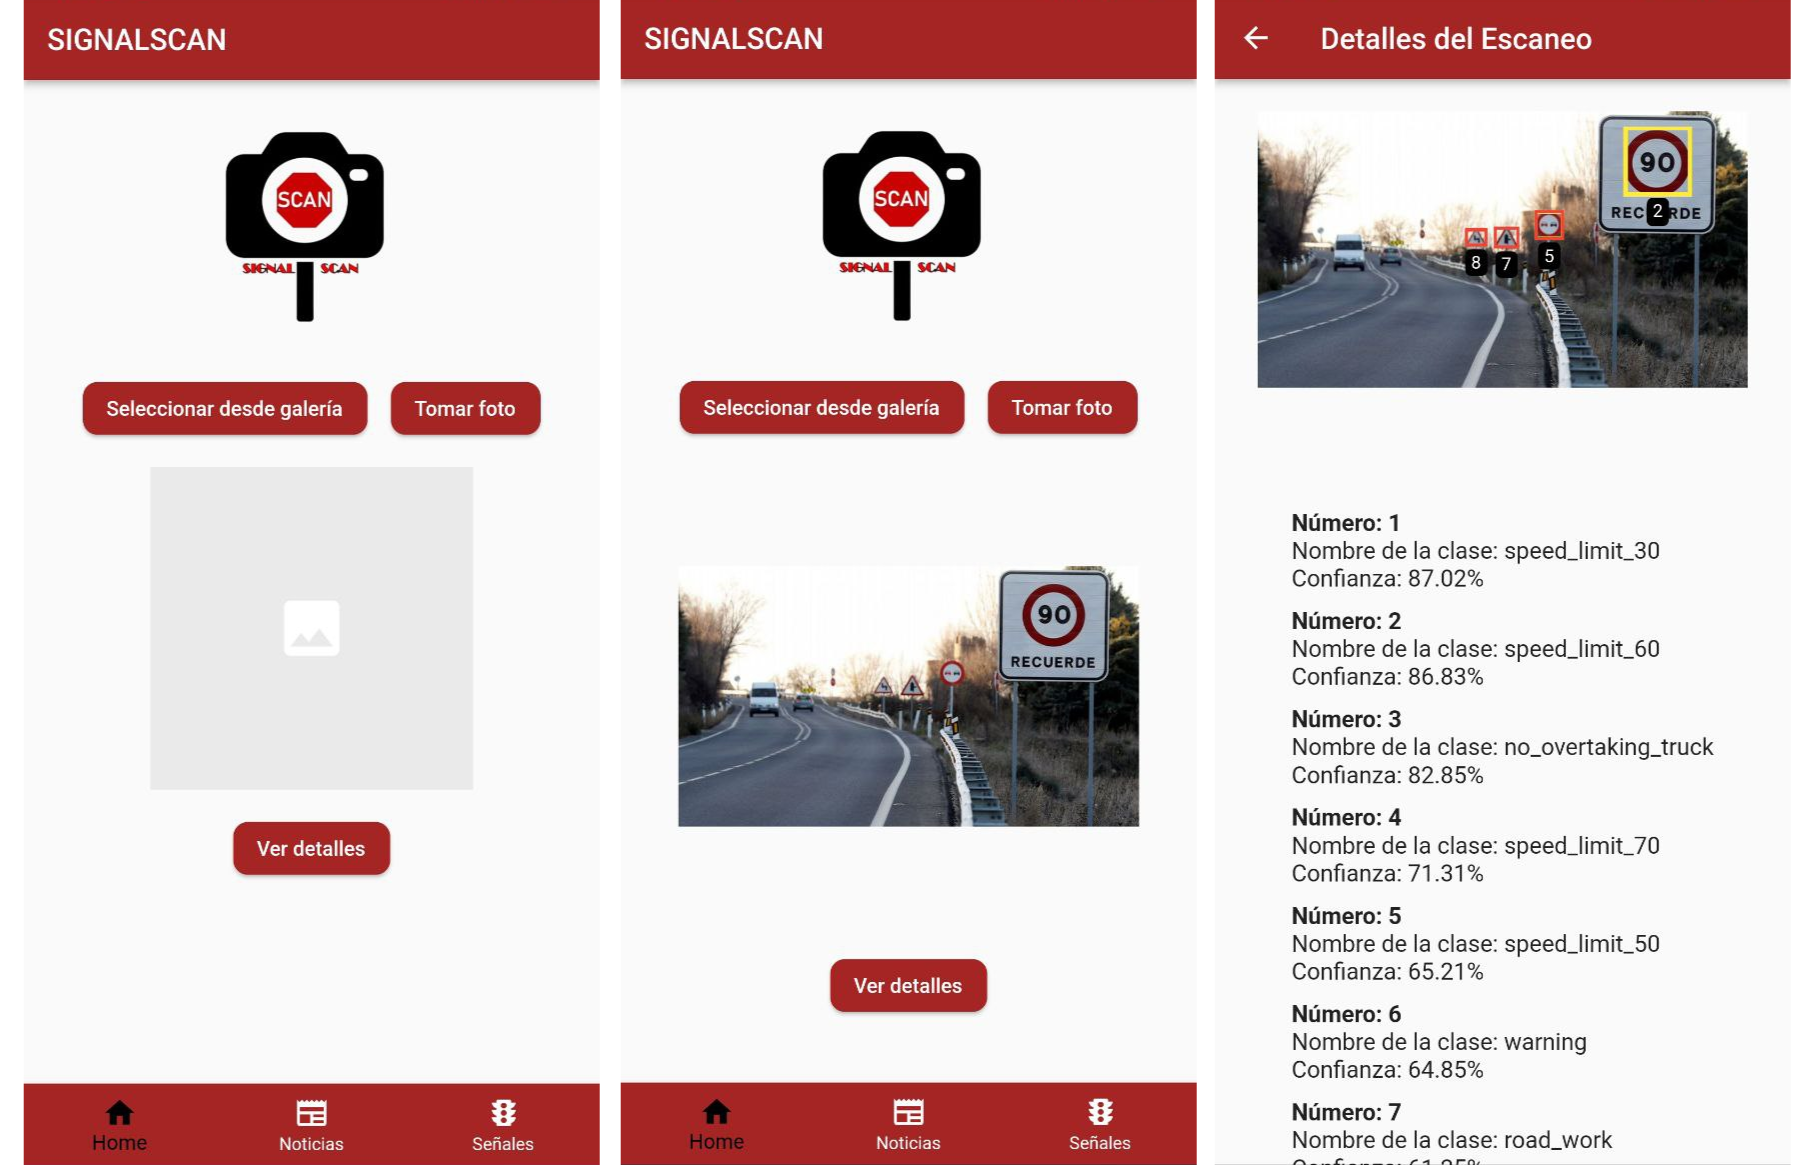 SIGNALSCAN
SCAN
SIGNAL SCAN
Seleccionar desde galería
Tomar foto
Ver detalles
Home
Noticias
Señales
SIGNALSCAN
SCAN
SIGNAL SCAN
Seleccionar desde galería
Tomar foto
90
RECUERDE
Ver detalles
Home
Noticias
Señales
Detalles del Escaneo
90
REC 2 RDE
8
7
5
Número: 1
Nombre de la clase: speed_limit_30
Confianza: 87.02%
Número: 2
Nombre de la clase: speed_limit_60
Confianza: 86.83%
Número: 3
Nombre de la clase: no_overtaking_truck
Confianza: 82.85%
Número: 4
Nombre de la clase: speed_limit_70
Confianza: 71.31%
Número: 5
Nombre de la clase: speed_limit_50
Confianza: 65.21%
Número: 6
Nombre de la clase: warning
Confianza: 64.85%
Número: 7
Nombre de la clase: road_work